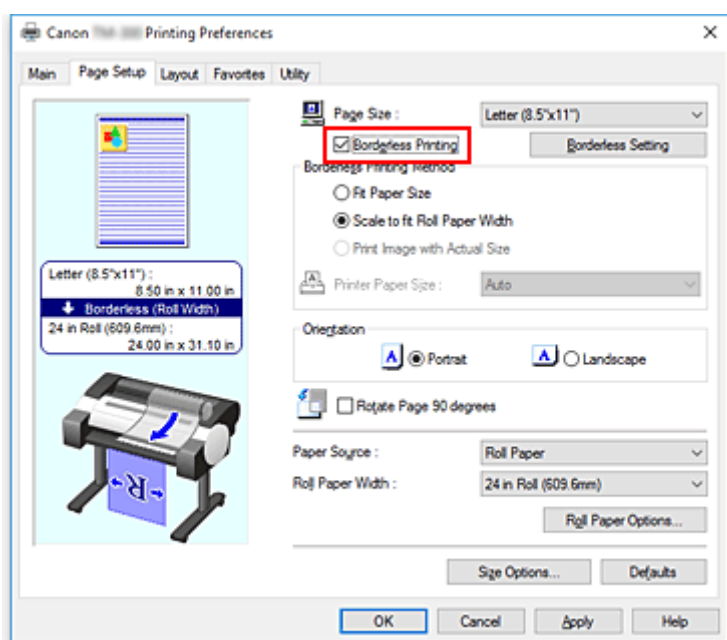 Canon Printing Preferences
Main Page Setup Layout Favorites Utility
Page Size : Letter (8.5"x11")
Borderless Printing Borderless Setting
Borderless Printing Method
Fit Paper Size
Scale to fit Roll Paper Width
Print Image with Actual Size
Printer Paper Size : Auto
Letter (8.5"x11") :
8.50 in x 11.00 in
Borderless (Roll Width)
24 in Roll (609.6mm) :
24.00 in x 31.10 in
Orientation
A Portrait A Landscape
Rotate Page 90 degrees
Paper Source : Roll Paper
Roll Paper Width : 24 in Roll (609.6mm)
Roll Paper Options...
R
Size Options... Defaults
OK Cancel Apply Help